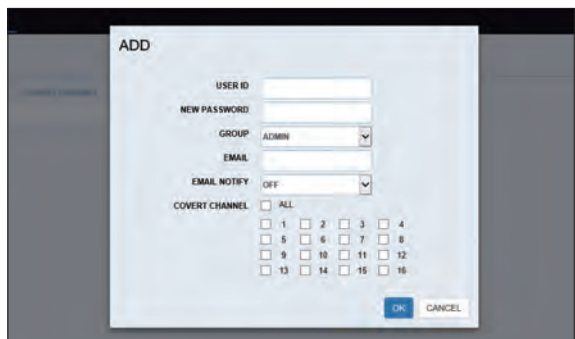 ADD
USER ID
NEW PASSWORD
GROUP ADMIN
EMAIL
EMAIL NOTIFY OFF
COVERT CHANNEL ALL
1 2 3 4
5 6 7 8
9 10 11 12
13 14 15 16
OK CANCEL